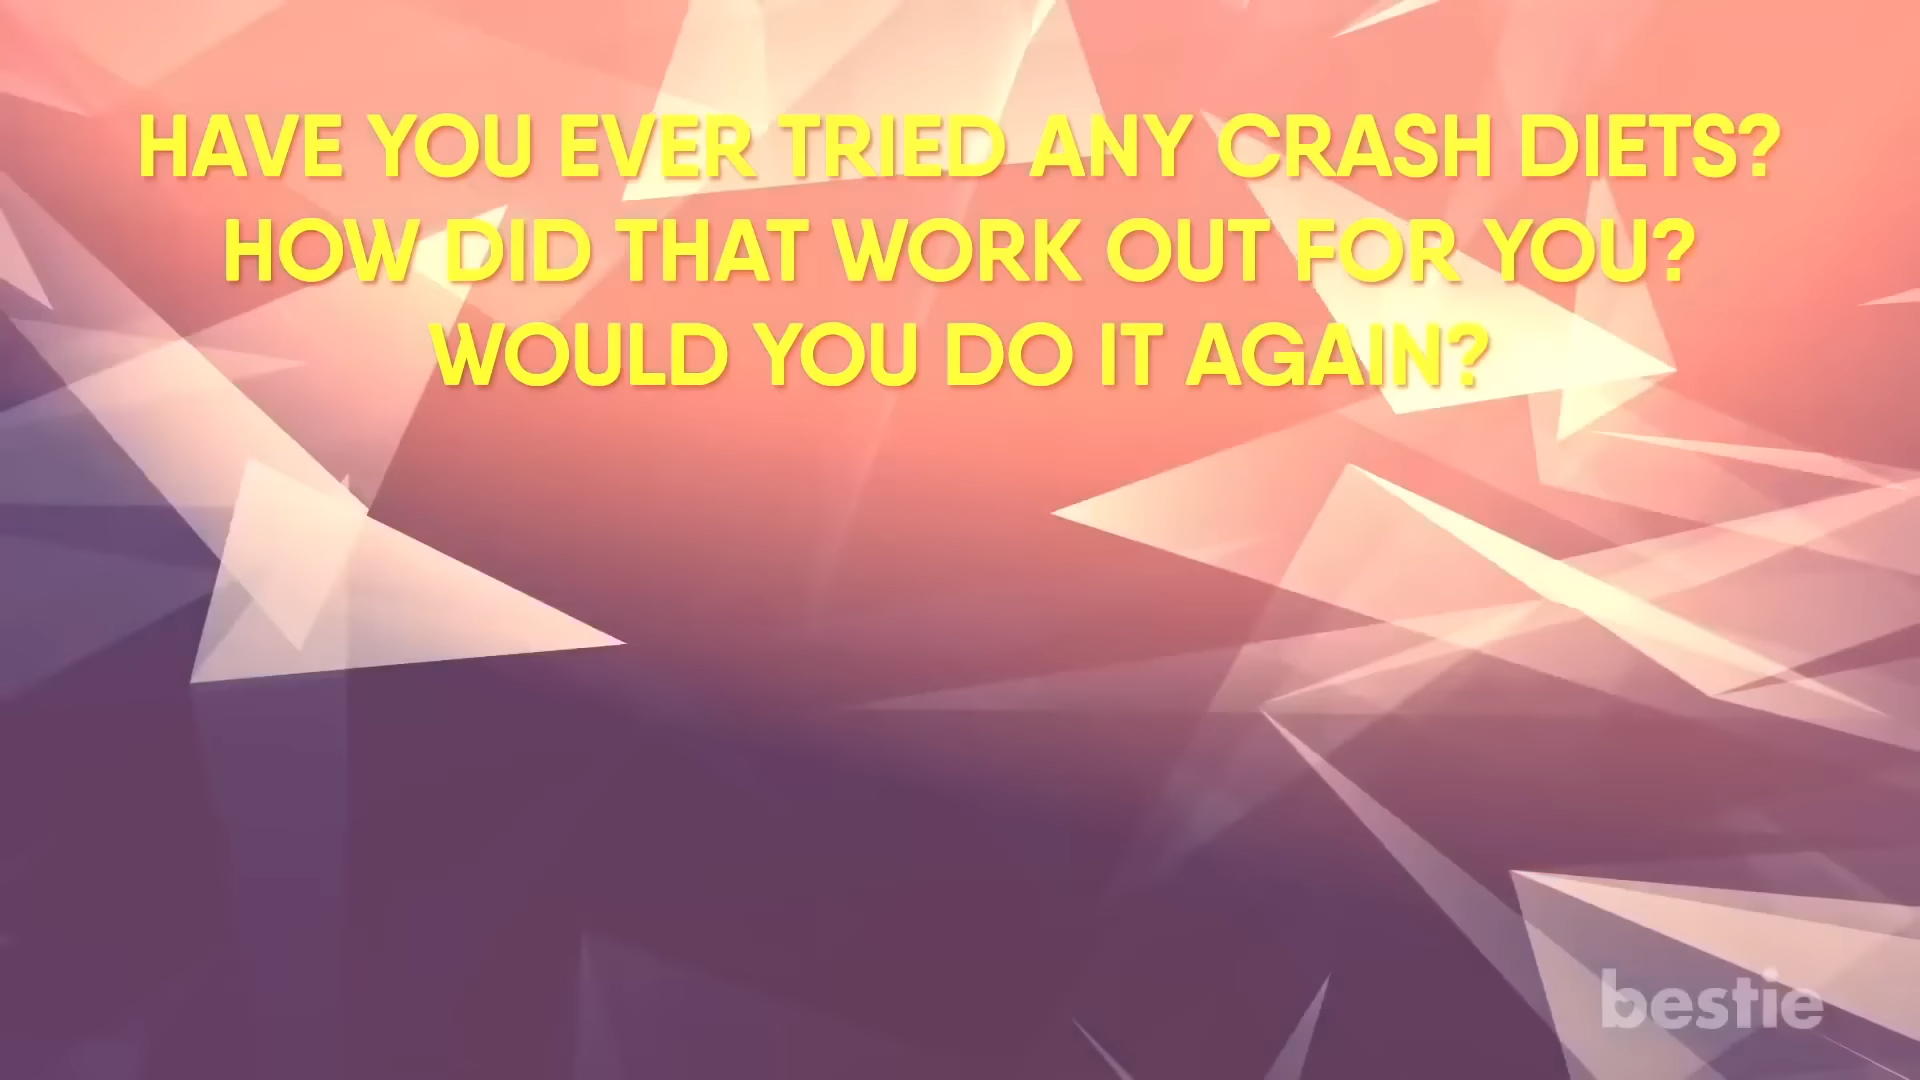 HAVE YOU EVER TRIED ANY CRASH DIETS?
HOW DID THAT WORK OUT FOR YOU?
WOULD YOU DO IT AGAIN?
bestie